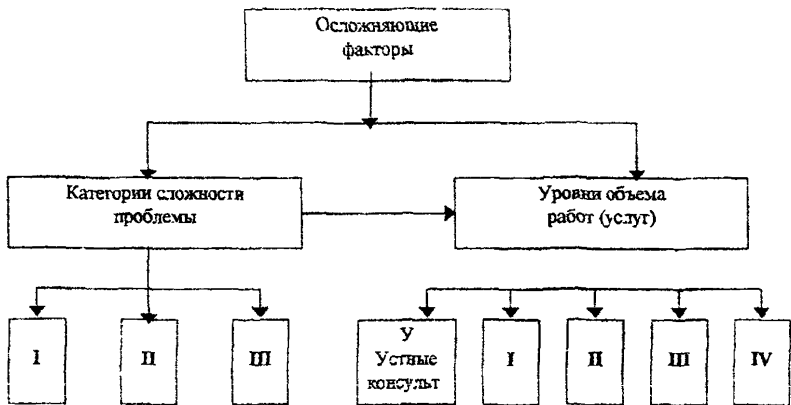 Осложняющие
факторы
Категории сложности
проблемы
Уровни объема
работ (услуг)
I
II
III
У
Устные
консульт
I
II
III
IV